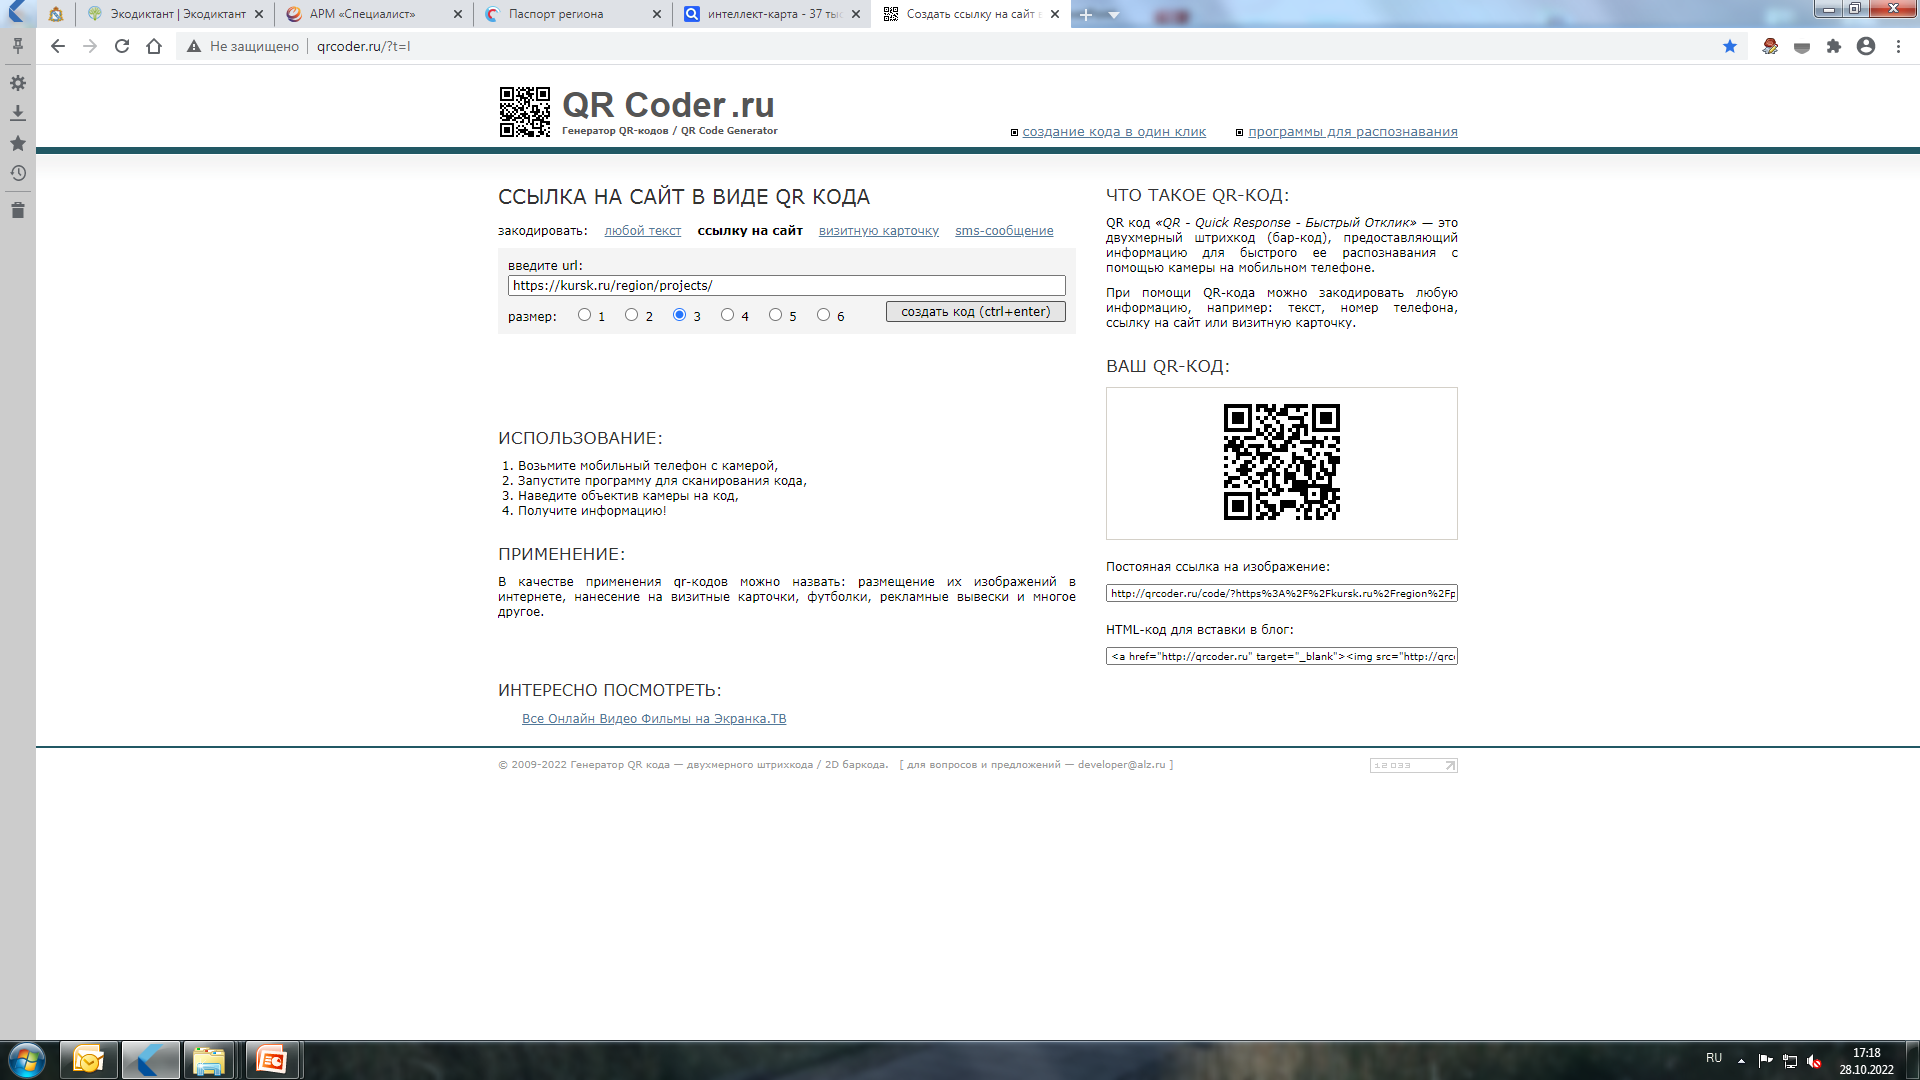 Экодиктант | Экодиктант
АРМ «Специалист»
Паспорт региона
интеллект-карта - 37 ты
Создать ссылку на сайт в
Не защищено
qrcoder.ru/?t=l
QR Coder.ru
Генератор QR-кодов / QR Code Generator
создание кода в один клик
программы для распознавания
ССЫЛКА НА САЙТ В ВИДЕ QR КОДА
закодировать: любой текст ссылку на сайт визитную карточку sms-сообщение
введите url:
https://kursk.ru/region/projects/
размер: 1 2 3 4 5 6
создать код (ctrl+enter)
ИСПОЛЬЗОВАНИЕ:
1. Возьмите мобильный телефон с камерой,
2. Запустите программу для сканирования кода,
3. Наведите объектив камеры на код,
4. Получите информацию!
ПРИМЕНЕНИЕ:
В качестве применения qr-кодов можно назвать: размещение их изображений в
интернете, нанесение на визитные карточки, футболки, рекламные вывески и многое
другое.
ИНТЕРЕСНО ПОСМОТРЕТЬ:
Все Онлайн Видео Фильмы на Экранка.ТВ
ЧТО ТАКОЕ QR-КОД:
QR код «QR - Quick Response - Быстрый Отклик» — это
двухмерный штрихкод (бар-код), предоставляющий
информацию для быстрого ее распознавания с
помощью камеры на мобильном телефоне.
При помощи QR-кода можно закодировать любую
информацию, например: текст, номер телефона,
ссылку на сайт или визитную карточку.
ВАШ QR-КОД:
Постояная ссылка на изображение:
http://qrcoder.ru/code/?https%3A%2F%2Fkursk.ru%2Fregion%2Fp
HTML-код для вставки в блог:
<a href="http://qrcoder.ru" target="_blank"><img src="http://qrco
© 2009-2022 Генератор QR кода — двухмерного штрихкода / 2D баркода. [ для вопросов и предложений — developer@alz.ru ]
12033
RU
17:18
28.10.2022